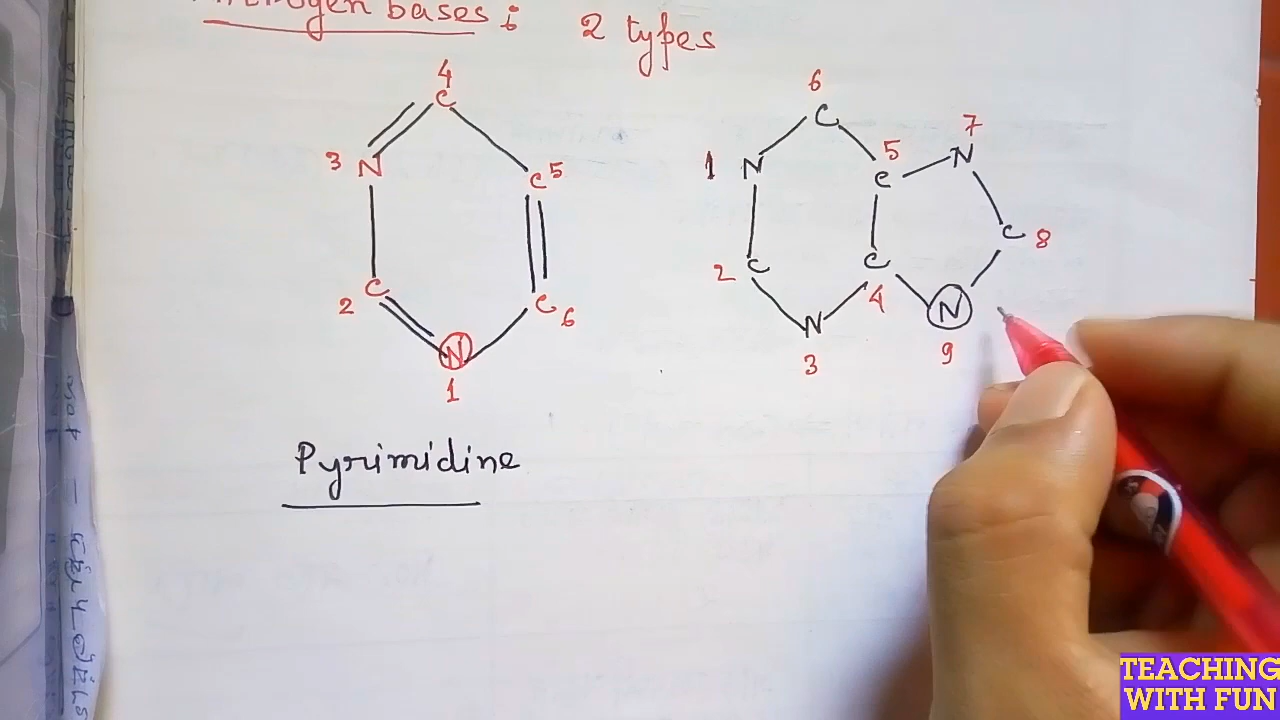 Nitrogen bases : 2 types
4
C
3 N
C 5
2 C
C 6
N
1
6
C
1 N
5
C
7
N
2 C
C
4
C 8
N
3
N
9
Pyrimidine
TEACHING
WITH FUN